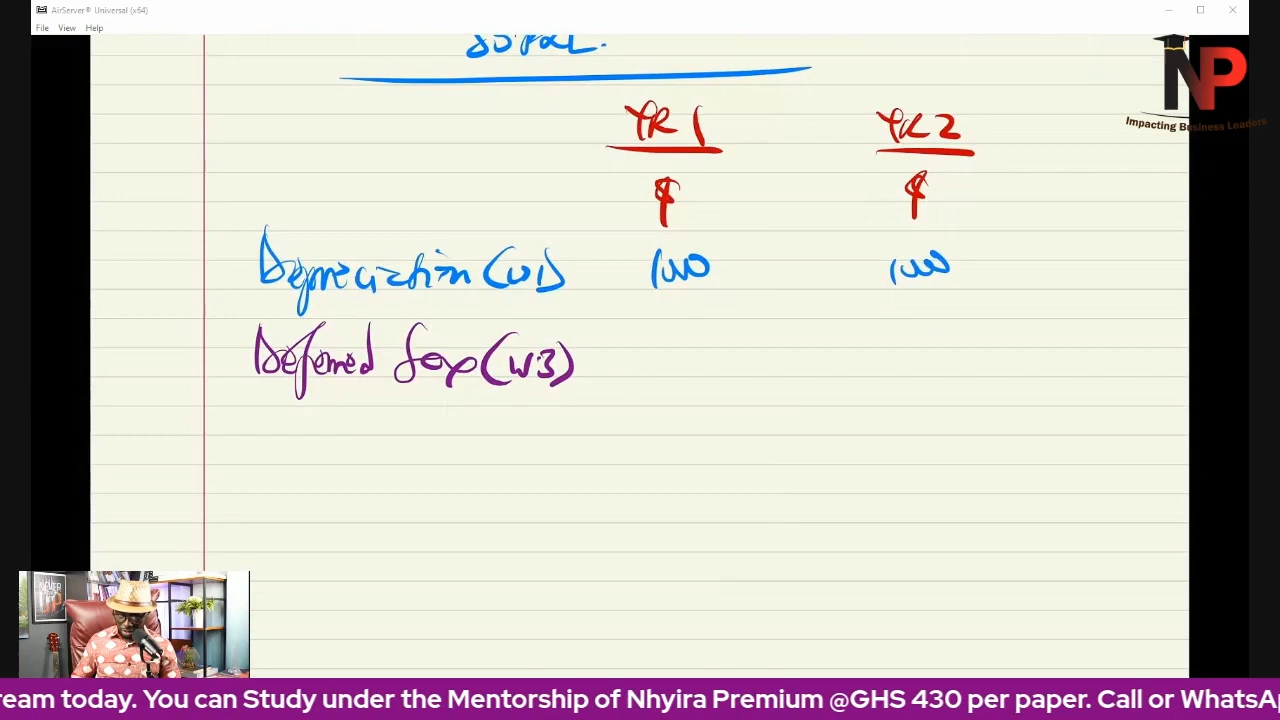 AirServer® Universal (x64)
File View Help
SOPOL.
NP
Impacting Business Leaders
YR 1 YR 2
$ $
Depreciation (W1) 1000 1000
Deferred Tax (W3)
ream today. You can Study under the Mentorship of Nhyira Premium @GHS 430 per paper. Call or WhatsAp